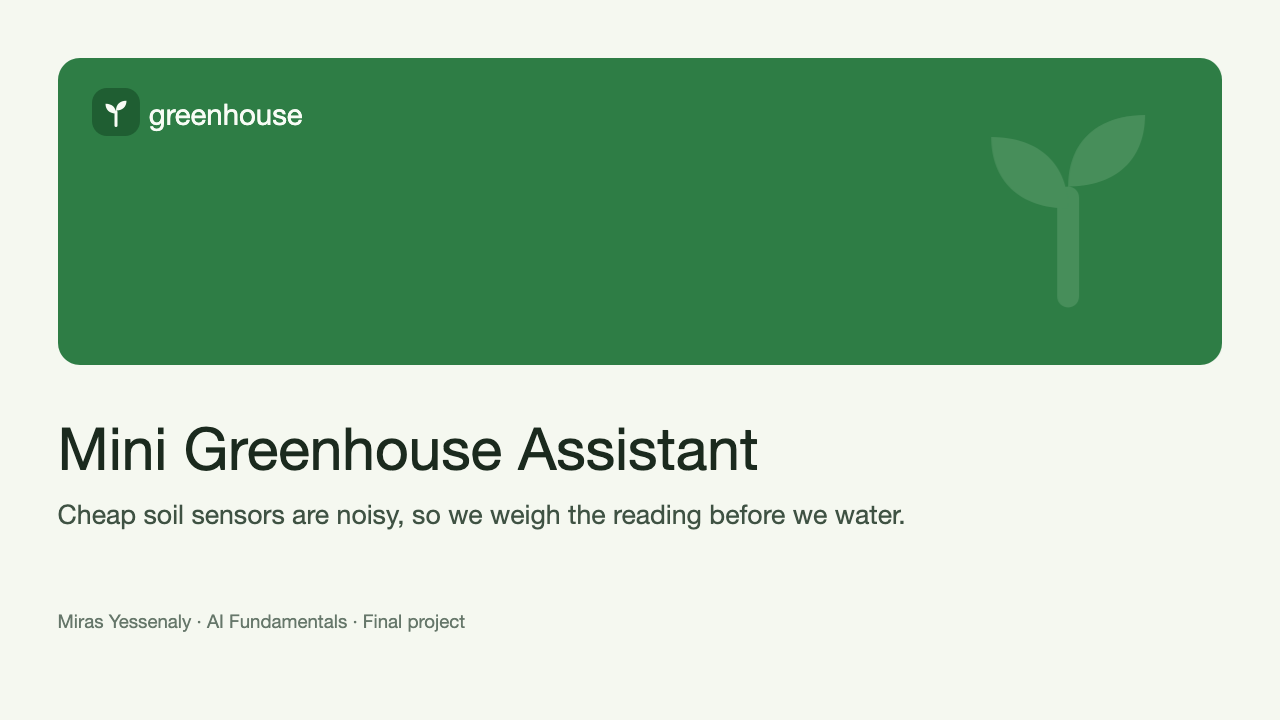 greenhouse
Mini Greenhouse Assistant
Cheap soil sensors are noisy, so we weigh the reading before we water.
Miras Yessenaly · AI Fundamentals · Final project